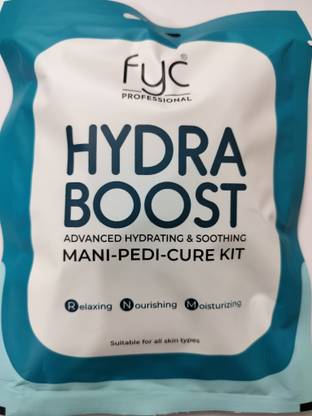 fyc®
PROFESSIONAL
HYDRA
BOOST
ADVANCED HYDRATING & SOOTHING
MANI-PEDI-CURE KIT
Relaxing Nourishing Moisturizing
Suitable for all skin types